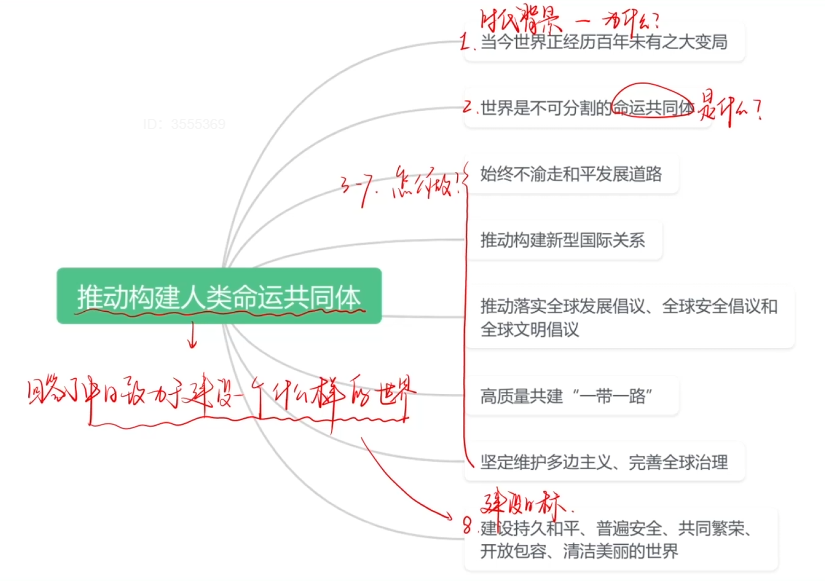 时代背景 — 为什么?
1. 当今世界正经历百年未有之大变局
ID: 3555369
2. 世界是不可分割的命运共同体 是什么?
3-7. 怎么做?
始终不渝走和平发展道路
推动构建新型国际关系
推动构建人类命运共同体
推动落实全球发展倡议、全球安全倡议和
全球文明倡议
回答了中国致力于建设一个什么样的世界
高质量共建“一带一路”
坚定维护多边主义、完善全球治理
建设目标.
8. 建设持久和平、普遍安全、共同繁荣、
开放包容、清洁美丽的世界